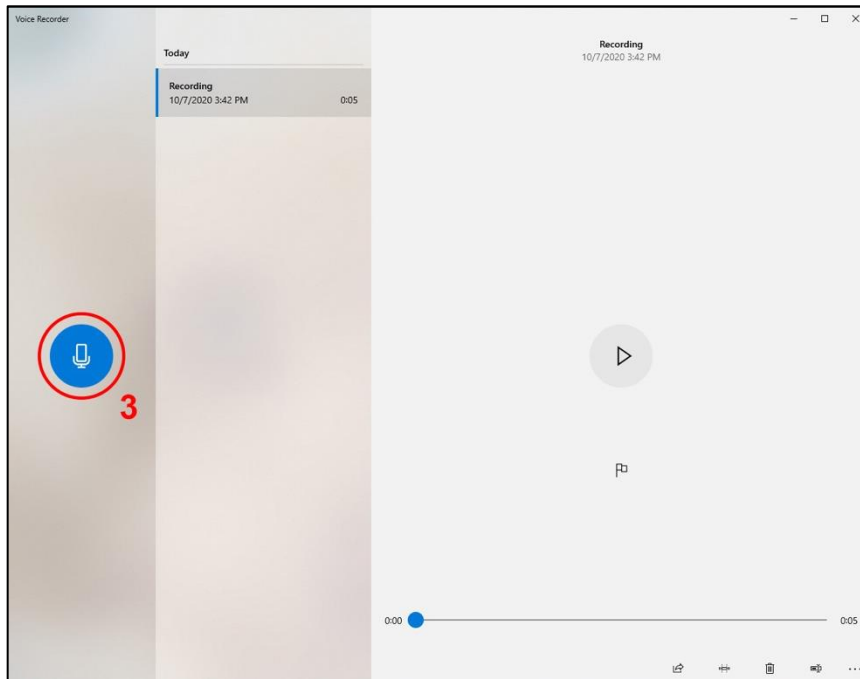 Voice Recorder
Today
Recording
10/7/2020 3:42 PM 0:05
Recording
10/7/2020 3:42 PM
3
0:00 0:05